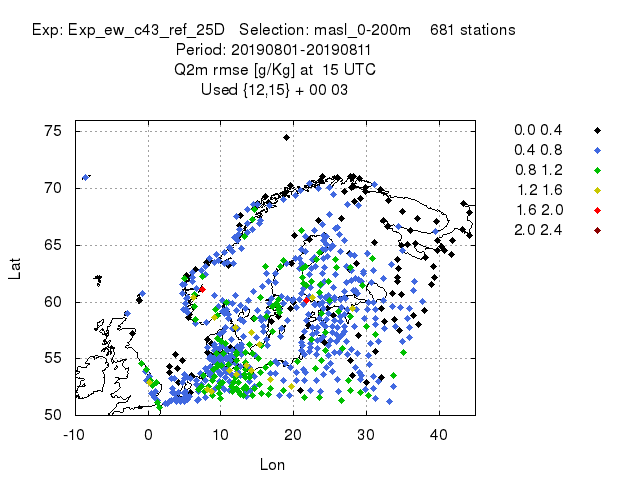 Exp: Exp_ew_c43_ref_25D   Selection: masl_0-200m    681 stations
Period: 20190801-20190811
Q2m rmse [g/Kg] at  15 UTC
Used {12,15} + 00 03
0.0 0.4
0.4 0.8
0.8 1.2
1.2 1.6
1.6 2.0
2.0 2.4
75
70
65
60
55
50
Lat
-10 0 10 20 30 40
Lon